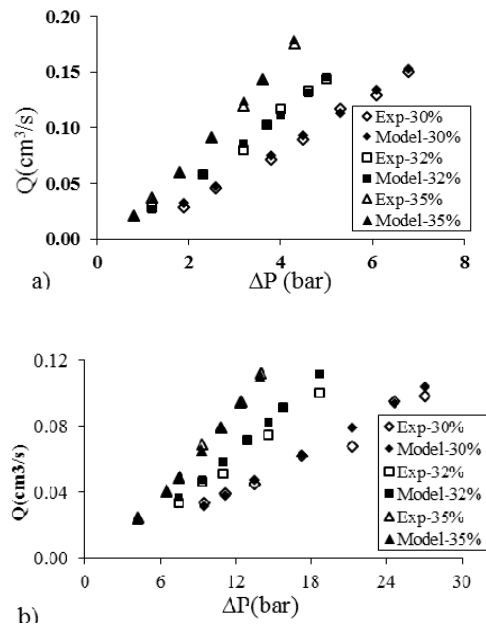 0.20
0.15
0.10
0.05
0.00
Q(cm³/s)
Exp-30%
Model-30%
Exp-32%
Model-32%
Exp-35%
Model-35%
0 2 4 6 8
a) ΔP (bar)
0.12
0.08
0.04
0.00
Q(cm3/s)
Exp-30%
Model-30%
Exp-32%
Model-32%
Exp-35%
Model-35%
0 6 12 18 24 30
b) ΔP(bar)